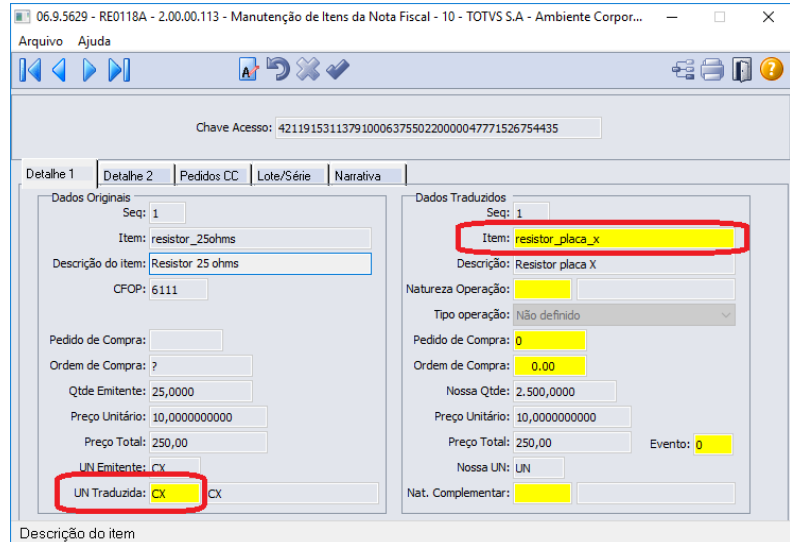 06.9.5629 - RE0118A - 2.00.00.113 - Manutenção de Itens da Nota Fiscal - 10 - TOTVS S.A - Ambiente Corpor...
Arquivo Ajuda
A
?
Chave Acesso: 42119153113791000637550220000047771526754435
Detalhe 1 Detalhe 2 Pedidos CC Lote/Série Narrativa
Dados Originais
Seq: 1
Item: resistor_25ohms
Descrição do item: Resistor 25 ohms
CFOP: 6111
Pedido de Compra:
Ordem de Compra: ?
Qtde Emitente: 25,0000
Preço Unitário: 10,0000000000
Preço Total: 250,00
UN Emitente: CX
UN Traduzida: CX CX
Dados Traduzidos
Seq: 1
Item: resistor_placa_x
Descrição: Resistor placa X
Natureza Operação:
Tipo operação: Não definido
Pedido de Compra: 0
Ordem de Compra: 0.00
Nossa Qtde: 2.500,0000
Preço Unitário: 10,0000000000
Preço Total: 250,00 Evento: 0
Nossa UN: UN
Nat. Complementar:
Descrição do item